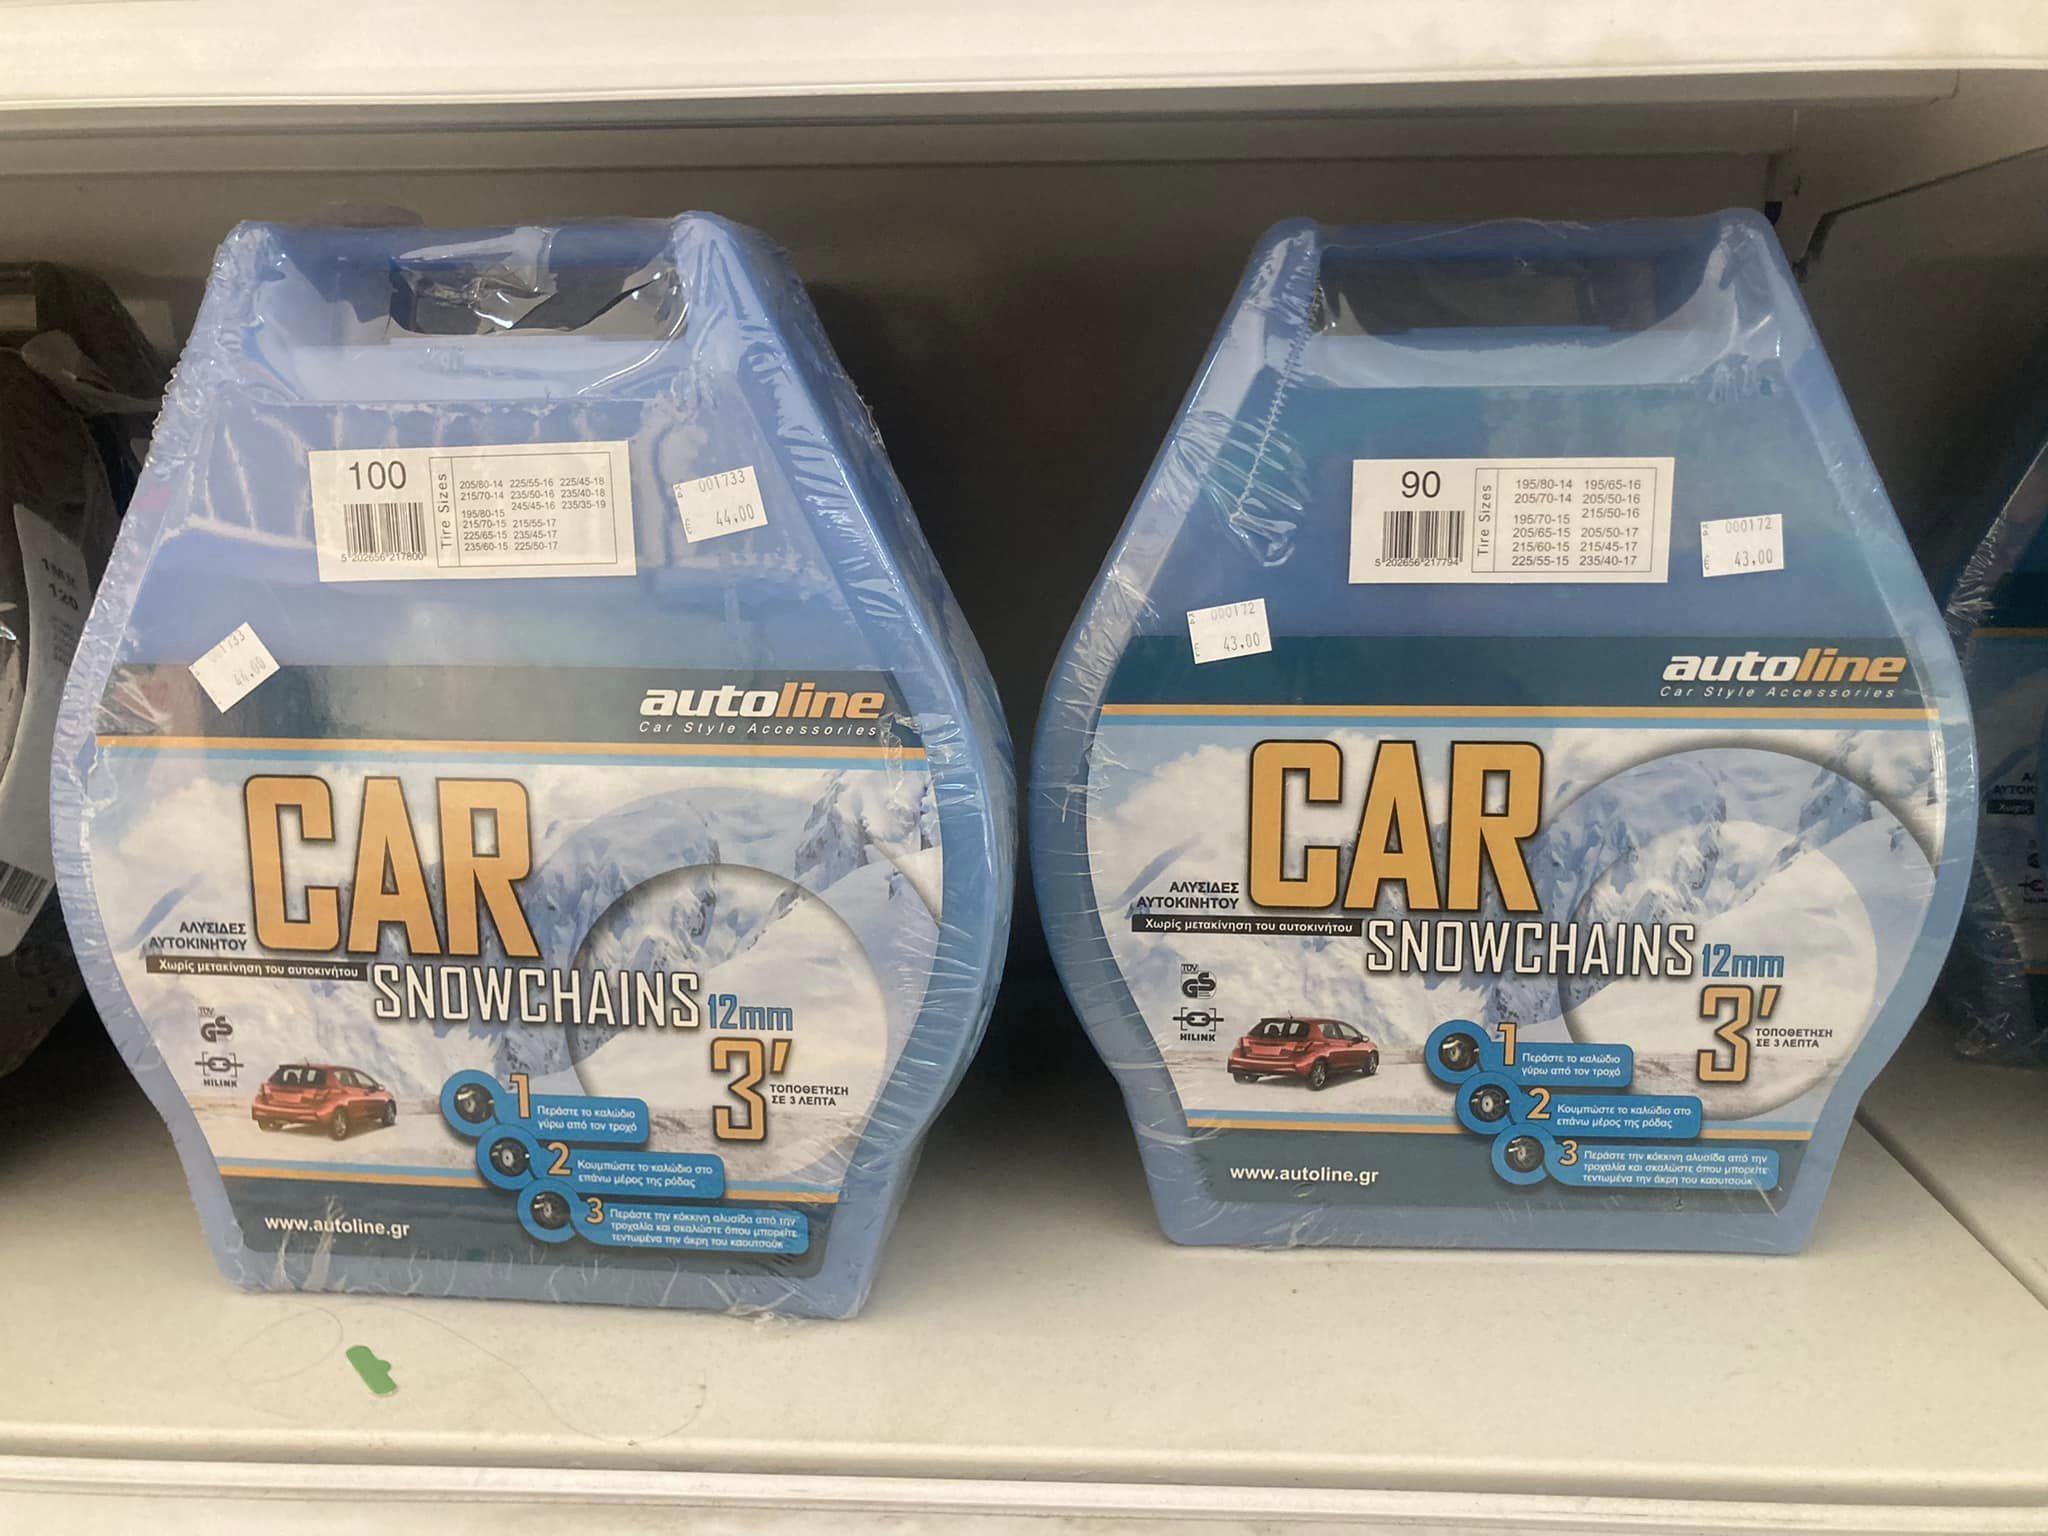 100
5 202656 217800
Tire Sizes
205/80-14 225/55-16 225/45-18
215/70-14 235/50-16 235/40-18
195/80-15 245/45-16 235/35-19
215/70-15 215/55-17
225/65-15 235/45-17
235/60-15 225/50-17
001733
€ 44.00
44.00
autoline
Car Style Accessories
CAR
ΑΛΥΣΙΔΕΣ
ΑΥΤΟΚΙΝΗΤΟΥ
Χωρίς μετακίνηση του αυτοκινήτου
SNOWCHAINS 12mm
TÜV
GS
HILINK
3'
ΤΟΠΟΘΕΤΗΣΗ
ΣΕ 3 ΛΕΠΤΑ
1 Περάστε το καλώδιο
γύρω από τον τροχό
2 Κουμπώστε το καλώδιο στο
επάνω μέρος της ρόδας
3 Περάστε την κόκκινη αλυσίδα από την
τροχαλία και σκαλώστε όπου μπορείτε
τεντωμένα την άκρη του καουτσούκ
www.autoline.gr
90
5 202656 217794
Tire Sizes
195/80-14 195/65-16
205/70-14 205/50-16
215/50-16
195/70-15
205/65-15 205/50-17
215/60-15 215/45-17
225/55-15 235/40-17
000172
€ 43.00
000172
€ 43.00
autoline
Car Style Accessories
CAR
ΑΛΥΣΙΔΕΣ
ΑΥΤΟΚΙΝΗΤΟΥ
Χωρίς μετακίνηση του αυτοκινήτου
SNOWCHAINS 12mm
TÜV
GS
HILINK
3'
ΤΟΠΟΘΕΤΗΣΗ
ΣΕ 3 ΛΕΠΤΑ
1 Περάστε το καλώδιο
γύρω από τον τροχό
2 Κουμπώστε το καλώδιο στο
επάνω μέρος της ρόδας
3 Περάστε την κόκκινη αλυσίδα από την
τροχαλία και σκαλώστε όπου μπορείτε
τεντωμένα την άκρη του καουτσούκ
www.autoline.gr